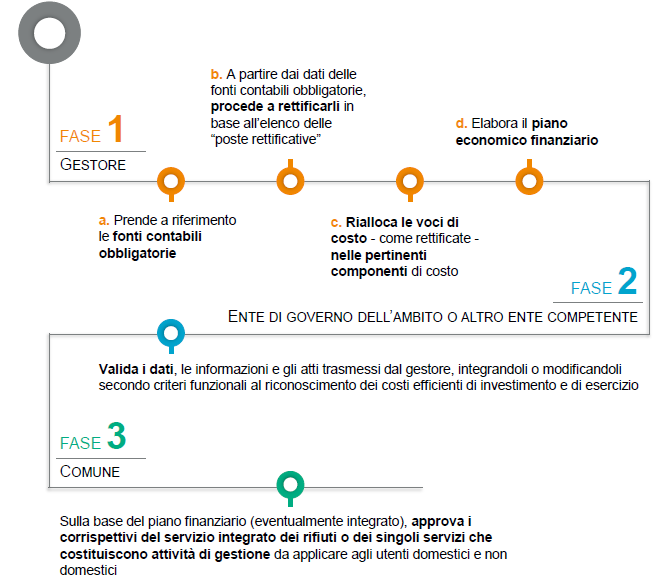 FASE 1
GESTORE
a. Prende a riferimento
le fonti contabili
obbligatorie
b. A partire dai dati delle
fonti contabili obbligatorie,
procede a rettificarli in
base all'elenco delle
“poste rettificative”
c. Rialloca le voci di
costo - come rettificate -
nelle pertinenti
componenti di costo
d. Elabora il piano
economico finanziario
FASE 2
ENTE DI GOVERNO DELL'AMBITO O ALTRO ENTE COMPETENTE
Valida i dati, le informazioni e gli atti trasmessi dal gestore, integrandoli o modificandoli
secondo criteri funzionali al riconoscimento dei costi efficienti di investimento e di esercizio
FASE 3
COMUNE
Sulla base del piano finanziario (eventualmente integrato), approva i
corrispettivi del servizio integrato dei rifiuti o dei singoli servizi che
costituiscono attività di gestione da applicare agli utenti domestici e non
domestici